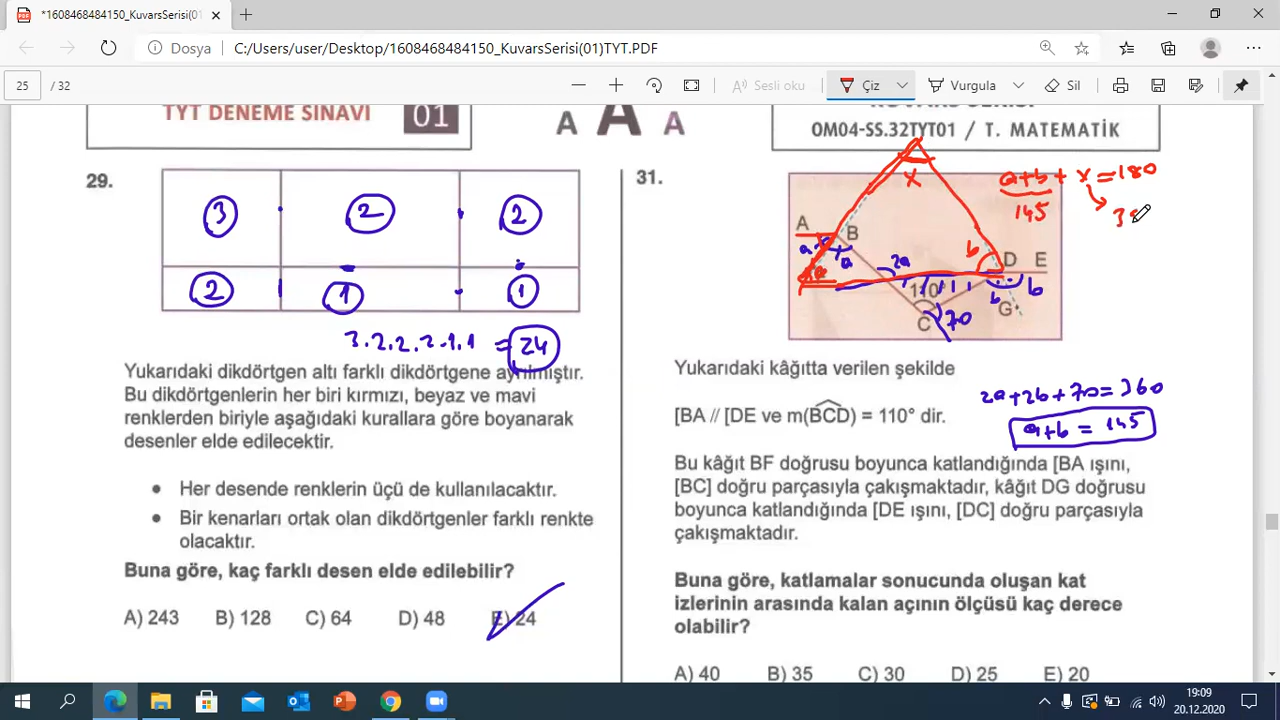 *1608468484150_KuvarsSerisi(01
Dosya
C:/Users/user/Desktop/1608468484150_KuvarsSerisi(01)TYT.PDF
25 / 32
Sesli oku
Çiz
Vurgula
Sil
TYT DENEME SINAVI 01
A A A
OM04-SS.32TYT01 / T. MATEMATİK
29.
3 2 2
2 1 1
3.2.2.2.1.1 = 24
Yukarıdaki dikdörtgen altı farklı dikdörtgene ayrılmıştır.
Bu dikdörtgenlerin her biri kırmızı, beyaz ve mavi
renklerden biriyle aşağıdaki kurallara göre boyanarak
desenler elde edilecektir.
• Her desende renklerin üçü de kullanılacaktır.
• Bir kenarları ortak olan dikdörtgenler farklı renkte
olacaktır.
Buna göre, kaç farklı desen elde edilebilir?
A) 243 B) 128 C) 64 D) 48 E) 24
31.
x
a+b + x = 180
145
A B
a a 2a b D E
110° b b
C 70 G
Yukarıdaki kâğıtta verilen şekilde
2a+2b+70=360
[BA // [DE ve m(BCD) = 110° dir.
a+b = 145
Bu kâğıt BF doğrusu boyunca katlandığında [BA ışını,
[BC] doğru parçasıyla çakışmaktadır, kâğıt DG doğrusu
boyunca katlandığında [DE ışını, [DC] doğru parçasıyla
çakışmaktadır.
Buna göre, katlamalar sonucunda oluşan kat
izlerinin arasında kalan açının ölçüsü kaç derece
olabilir?
A) 40 B) 35 C) 30 D) 25 E) 20
19:09
20.12.2020